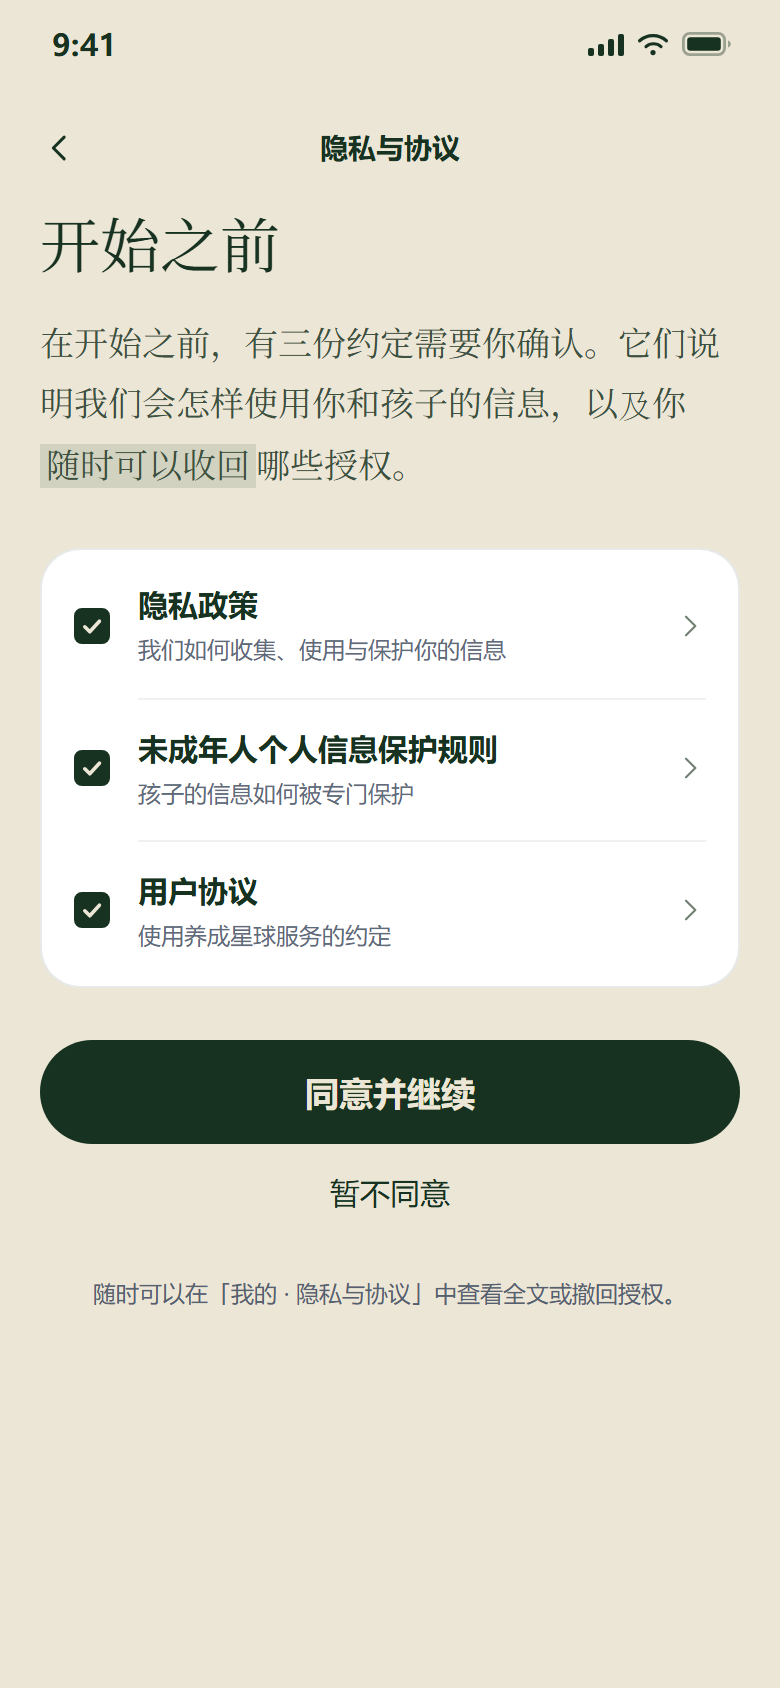 9:41
隐私与协议
开始之前
在开始之前，有三份约定需要你确认。它们说
明我们会怎样使用你和孩子的信息，以及你
随时可以收回哪些授权。
隐私政策
我们如何收集、使用与保护你的信息
未成年人个人信息保护规则
孩子的信息如何被专门保护
用户协议
使用养成星球服务的约定
同意并继续
暂不同意
随时可以在「我的 · 隐私与协议」中查看全文或撤回授权。